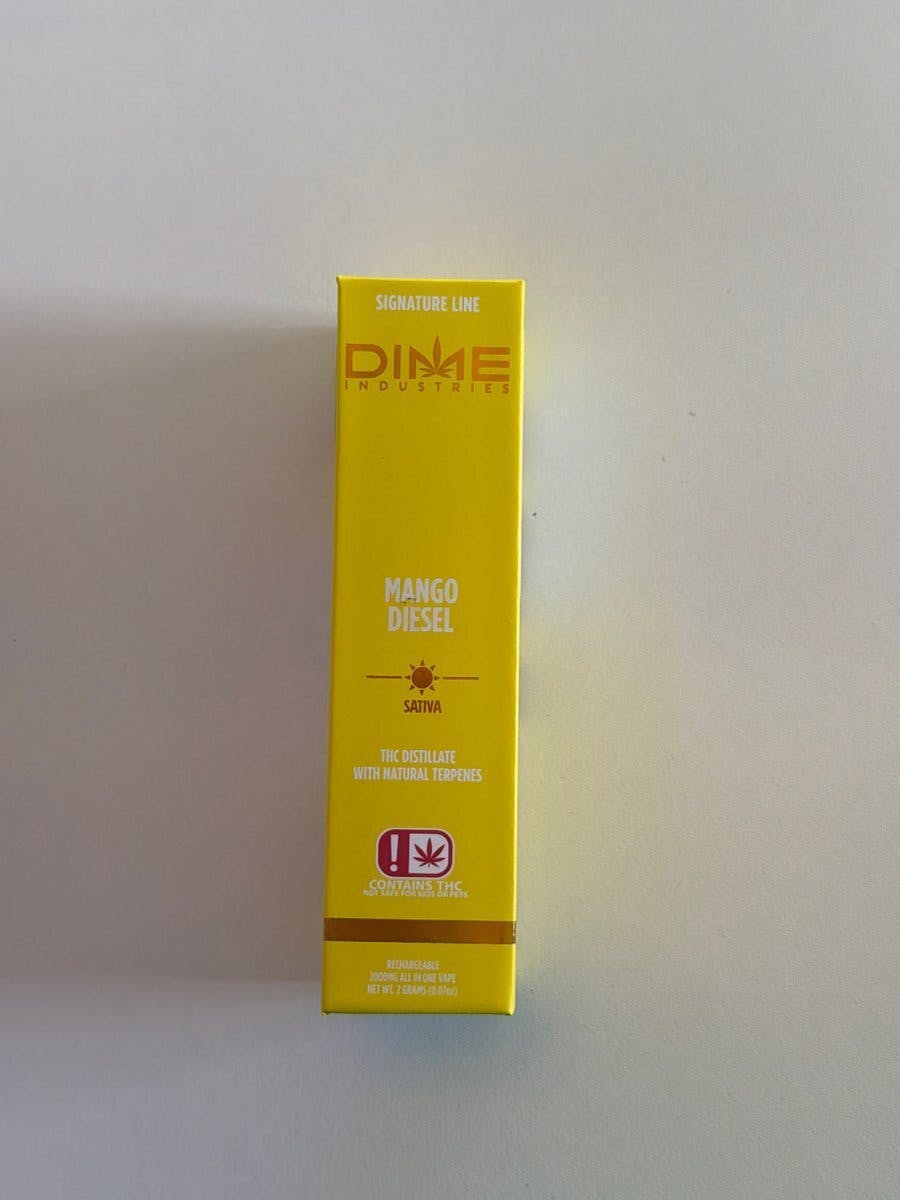 SIGNATURE LINE
DIME
INDUSTRIES
MANGO
DIESEL
SATIVA
THC DISTILLATE
WITH NATURAL TERPENES
!
CONTAINS THC
NOT SAFE FOR KIDS OR PETS
RECHARGEABLE
2000MG ALL IN ONE VAPE
NET WT. 2 GRAMS (0.07oz)